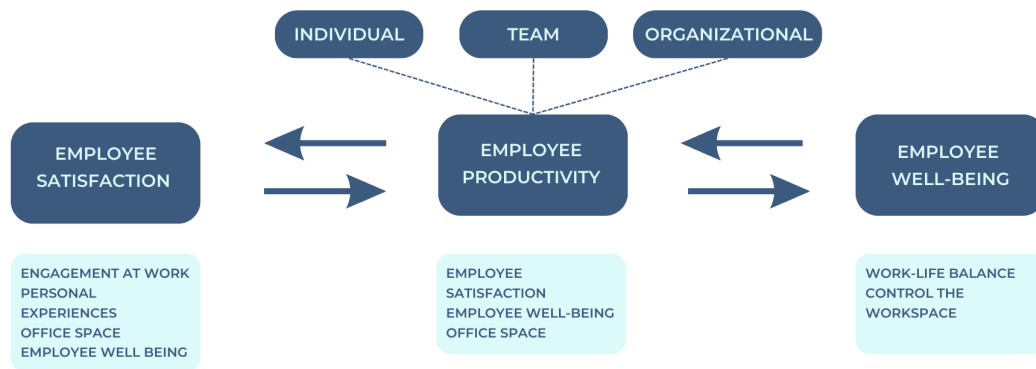 INDIVIDUAL
TEAM
ORGANIZATIONAL
EMPLOYEE
SATISFACTION
EMPLOYEE
PRODUCTIVITY
EMPLOYEE
WELL-BEING
ENGAGEMENT AT WORK
PERSONAL
EXPERIENCES
OFFICE SPACE
EMPLOYEE WELL BEING
EMPLOYEE
SATISFACTION
EMPLOYEE WELL-BEING
OFFICE SPACE
WORK-LIFE BALANCE
CONTROL THE
WORKSPACE